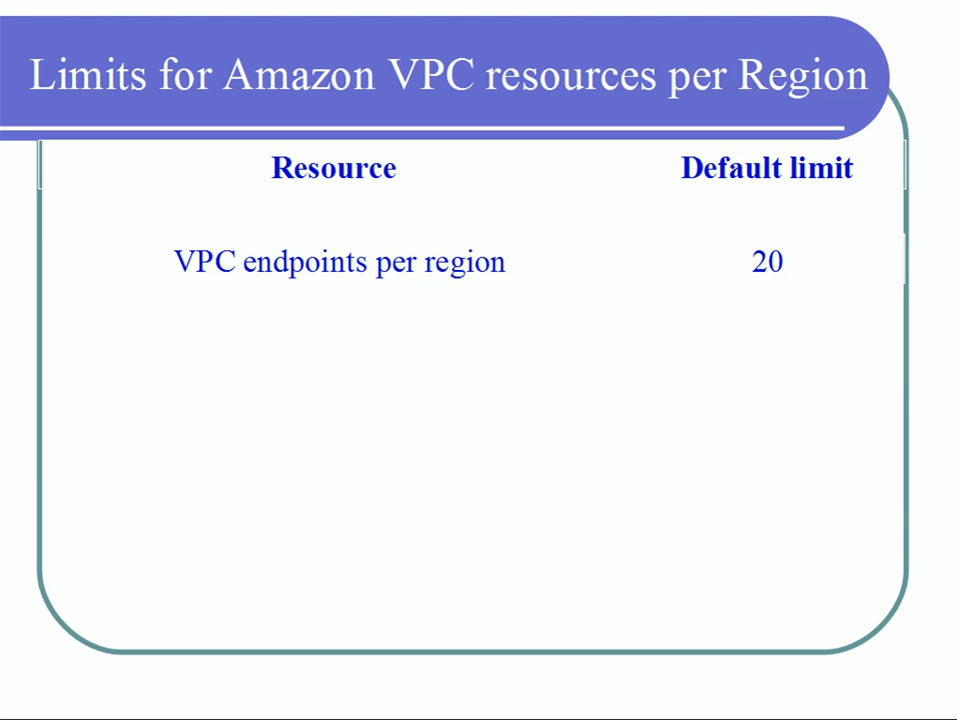 Limits for Amazon VPC resources per Region
Resource Default limit
VPC endpoints per region 20